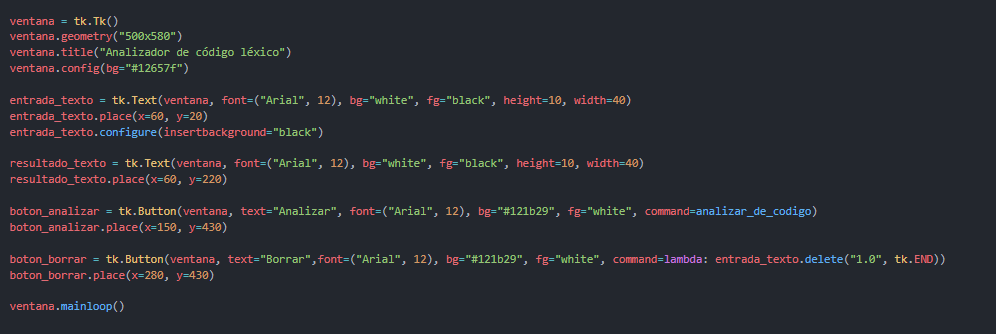 ventana = tk.Tk()
ventana.geometry("500x580")
ventana.title("Analizador de código léxico")
ventana.config(bg="#12657f")
entrada_texto = tk.Text(ventana, font=("Arial", 12), bg="white", fg="black", height=10, width=40)
entrada_texto.place(x=60, y=20)
entrada_texto.configure(insertbackground="black")
resultado_texto = tk.Text(ventana, font=("Arial", 12), bg="white", fg="black", height=10, width=40)
resultado_texto.place(x=60, y=220)
boton_analizar = tk.Button(ventana, text="Analizar", font=("Arial", 12), bg="#121b29", fg="white", command=analizar_de_codigo)
boton_analizar.place(x=150, y=430)
boton_borrar = tk.Button(ventana, text="Borrar",font=("Arial", 12), bg="#121b29", fg="white", command=lambda: entrada_texto.delete("1.0", tk.END))
boton_borrar.place(x=280, y=430)
ventana.mainloop()